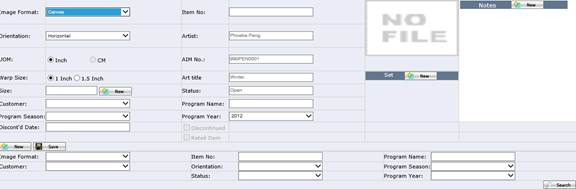 Image Format: Canvas Item No: NO FILE Notes New
Orientation: Horizontal Artist: Phoebe Peng
UOM: Inch CM AIM No.:
Warp Size: 1 Inch 1.5 Inch Art title Winter Set New
Size: New Status: Open
Customer: Program Name:
Program Season: Program Year: 2012
Discont'd Date: Discontinued
Rated Item
New Save
Image Format: Item No: Program Name:
Customer: Orientation: Program Season:
Status: Program Year:
Search